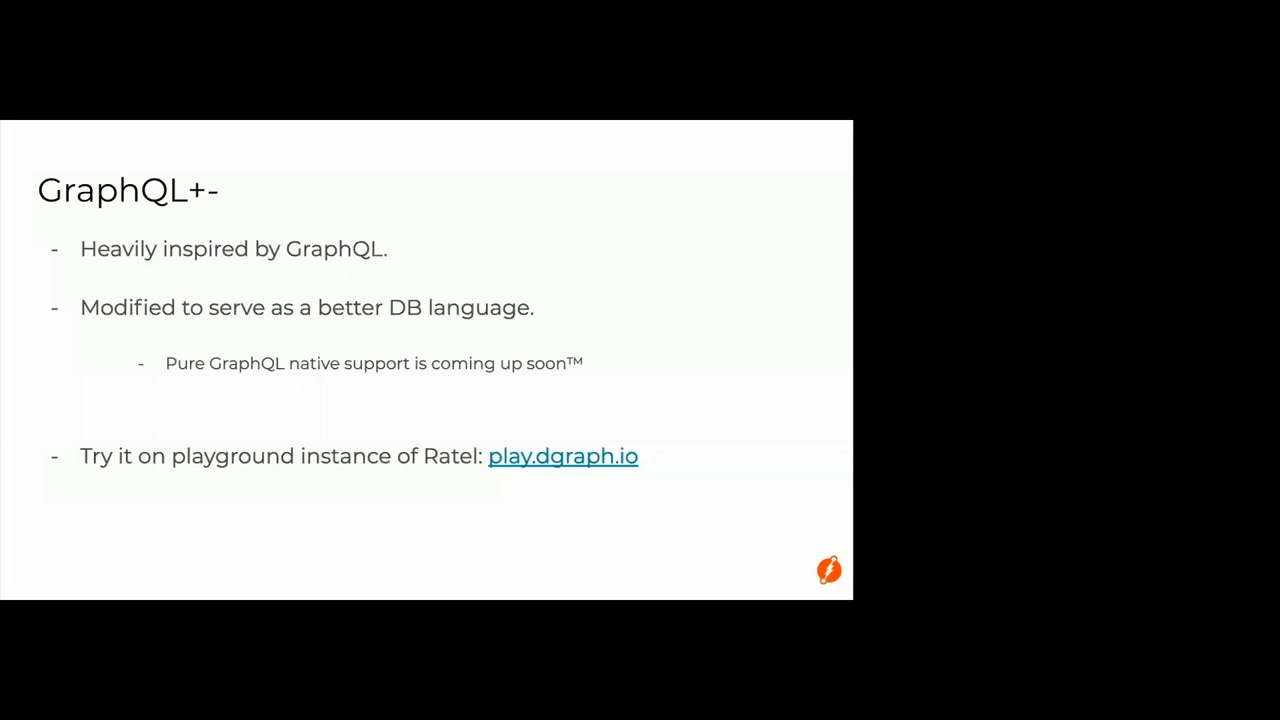 GraphQL+-
- Heavily inspired by GraphQL.
- Modified to serve as a better DB language.
- Pure GraphQL native support is coming up soon™
- Try it on playground instance of Ratel: play.dgraph.io